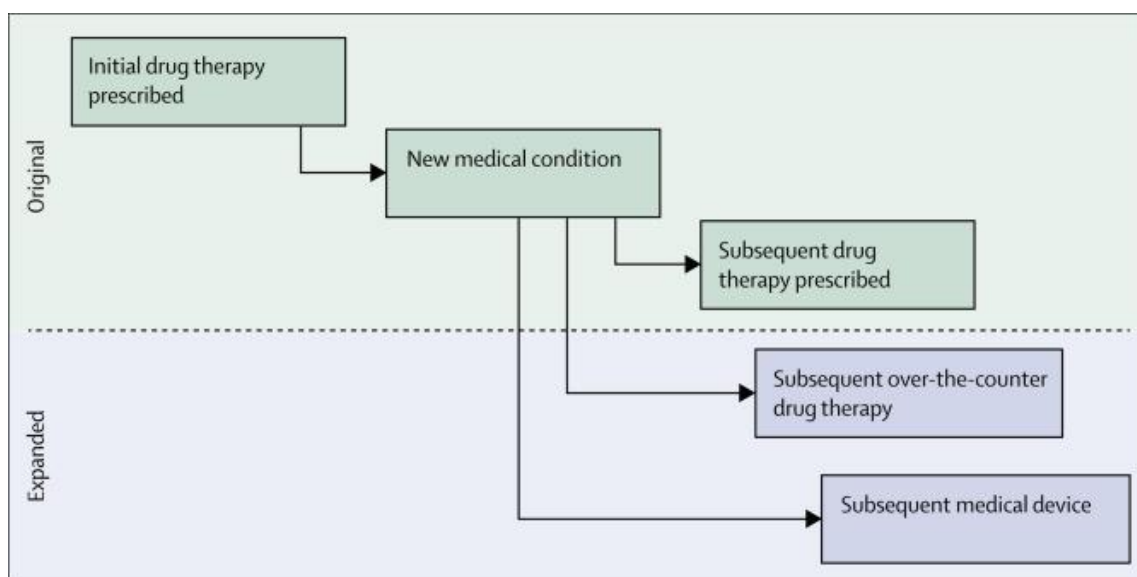 Initial drug therapy
prescribed
New medical condition
Original
Subsequent drug
therapy prescribed
Subsequent over-the-counter
drug therapy
Expanded
Subsequent medical device